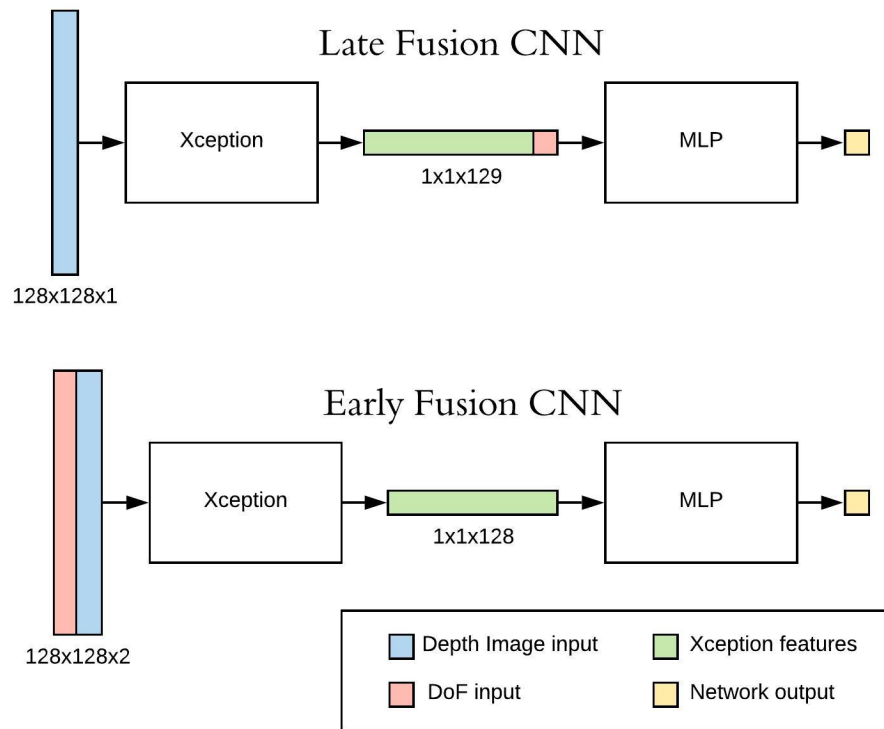 Late Fusion CNN
Xception
MLP
1x1x129
128x128x1
Early Fusion CNN
Xception
MLP
1x1x128
128x128x2
Depth Image input
Xception features
DoF input
Network output